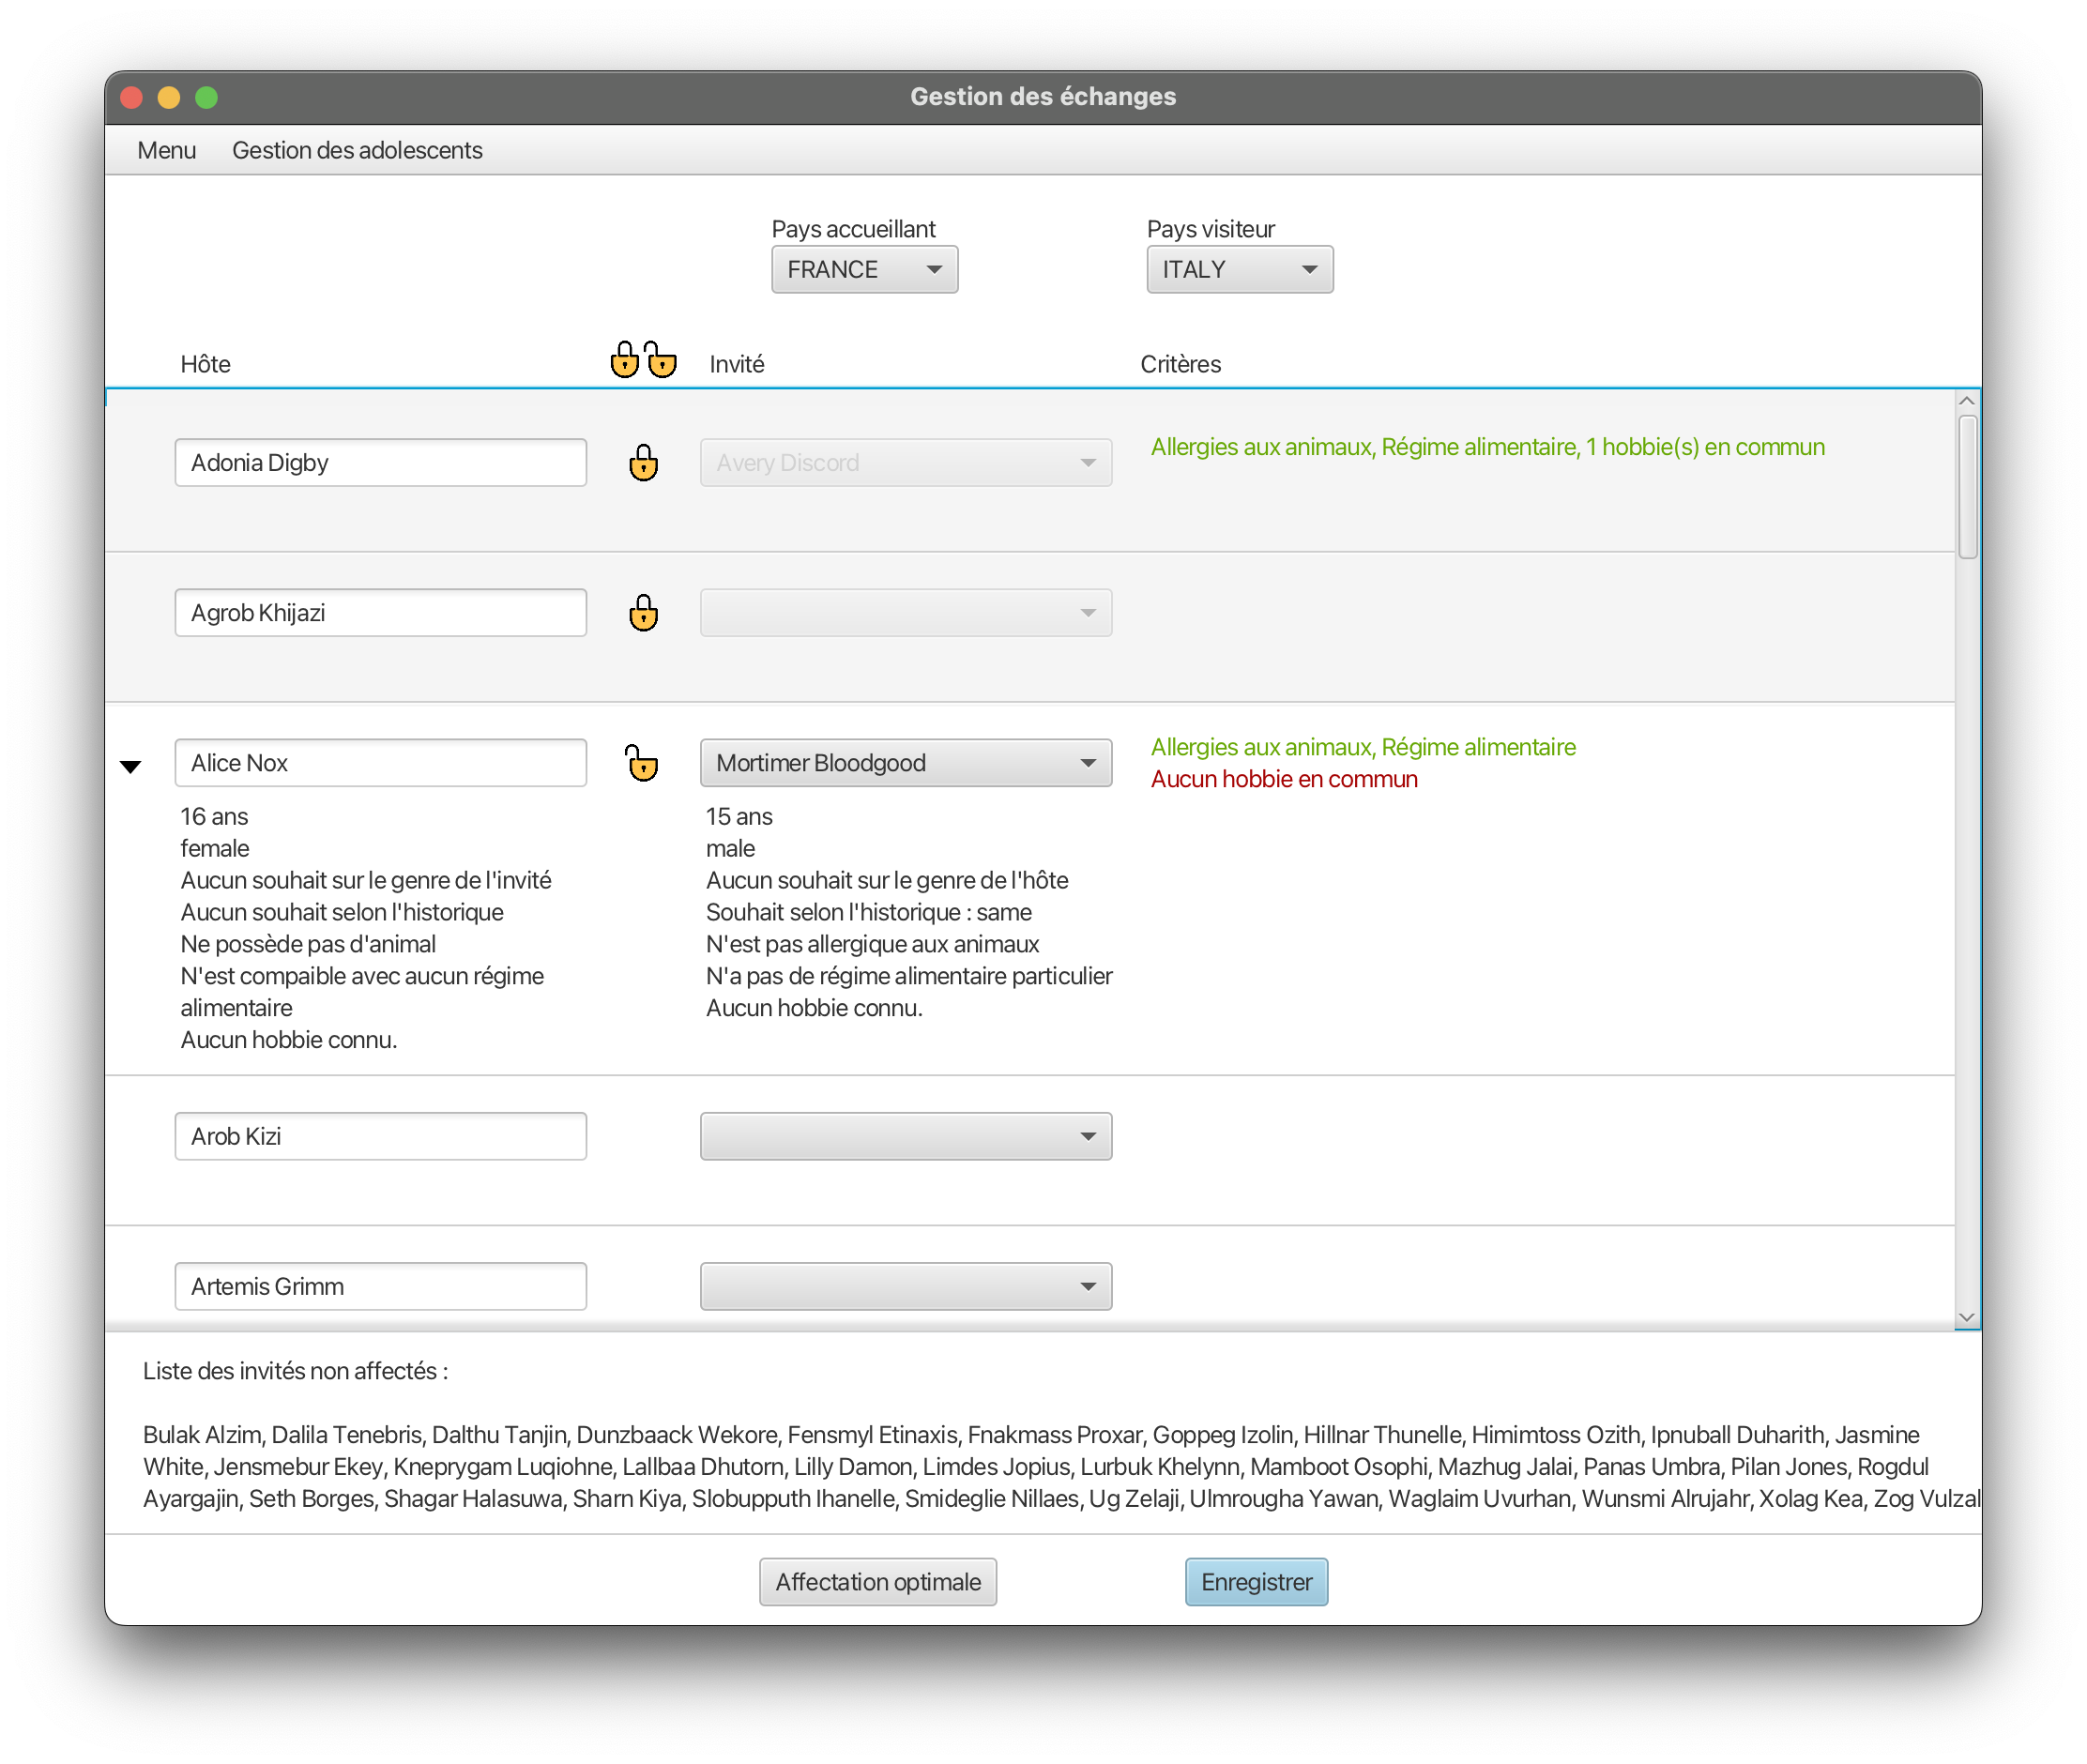 Gestion des échanges
Menu Gestion des adolescents
Pays accueillant Pays visiteur
FRANCE ITALY
Hôte Invité Critères
Adonia Digby Avery Discord Allergies aux animaux, Régime alimentaire, 1 hobbie(s) en commun
Agrob Khijazi
Alice Nox Mortimer Bloodgood Allergies aux animaux, Régime alimentaire
Aucun hobbie en commun
16 ans 15 ans
female male
Aucun souhait sur le genre de l'invité Aucun souhait sur le genre de l'hôte
Aucun souhait selon l'historique Souhait selon l'historique : same
Ne possède pas d'animal N'est pas allergique aux animaux
N'est compaible avec aucun régime N'a pas de régime alimentaire particulier
alimentaire Aucun hobbie connu.
Aucun hobbie connu.
Arob Kizi
Artemis Grimm
Liste des invités non affectés :
Bulak Alzim, Dalila Tenebris, Dalthu Tanjin, Dunzbaack Wekore, Fensmyl Etinaxis, Fnakmass Proxar, Goppeg Izolin, Hillnar Thunelle, Himimtoss Ozith, Ipnuball Duharith, Jasmine
White, Jensmebur Ekey, Kneprygam Luqiohne, Lallbaa Dhutorn, Lilly Damon, Limdes Jopius, Lurbuk Khelynn, Mamboot Osophi, Mazhug Jalai, Panas Umbra, Pilan Jones, Rogdul
Ayargajin, Seth Borges, Shagar Halasuwa, Sharn Kiya, Slobupputh Ihanelle, Smideglie Nillaes, Ug Zelaji, Ulmrougha Yawan, Waglaim Uvurhan, Wunsmi Alrujahr, Xolag Kea, Zog Vulzal
Affectation optimale Enregistrer